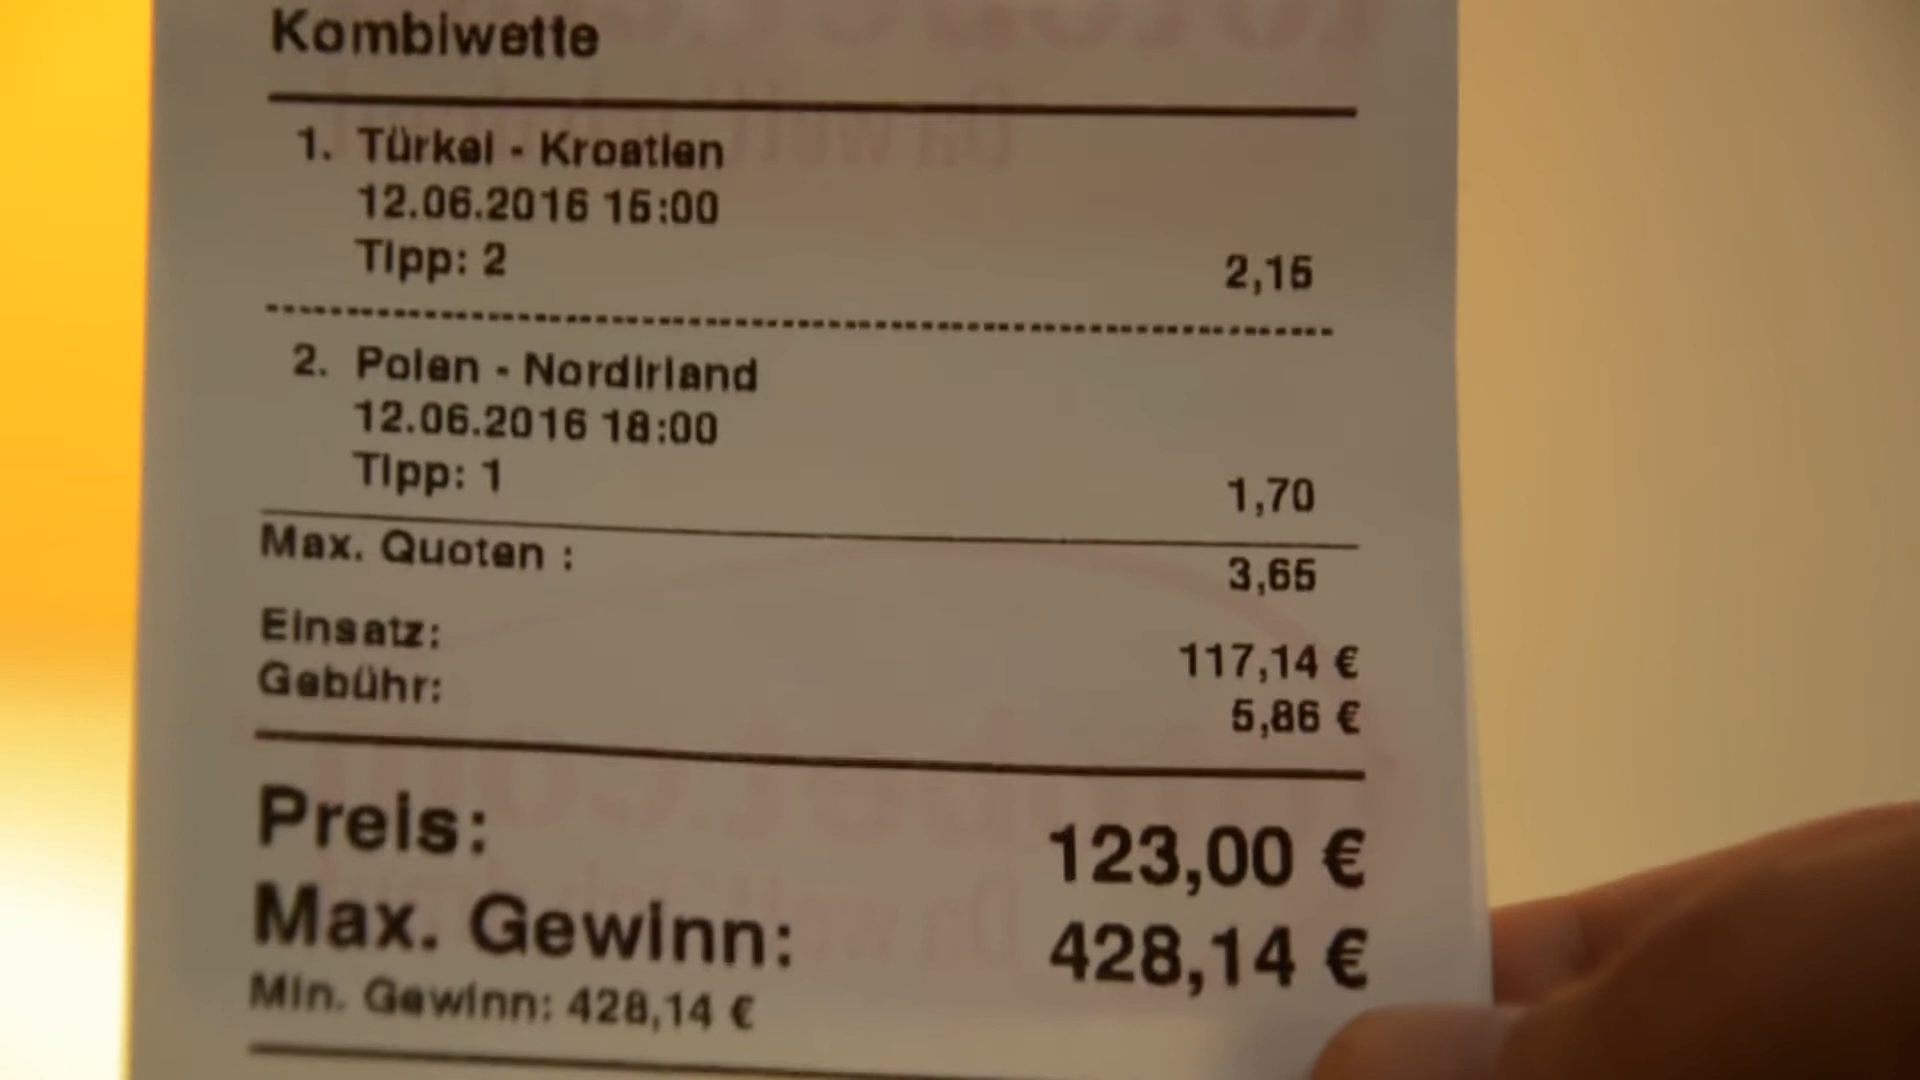 Kombiwette
1. Türkei - Kroatien
12.06.2016 15:00
Tipp: 2 2,15
2. Polen - Nordirland
12.06.2016 18:00
Tipp: 1 1,70
Max. Quoten : 3,65
Einsatz: 117,14 €
Gebühr: 5,86 €
Preis: 123,00 €
Max. Gewinn: 428,14 €
Min. Gewinn: 428,14 €